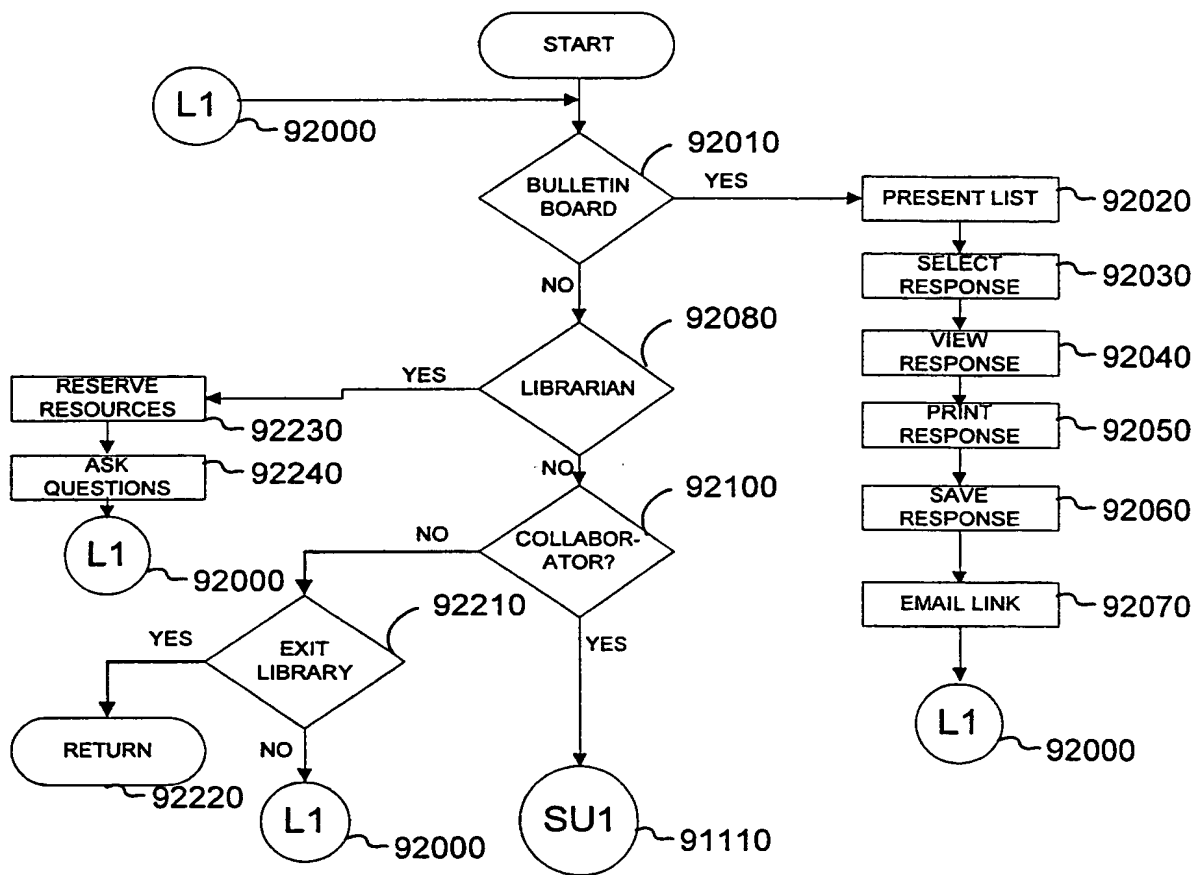 START
L1
92000
92010
BULLETIN
BOARD
YES
PRESENT LIST
92020
SELECT
RESPONSE
92030
NO
92080
VIEW
RESPONSE
92040
LIBRARIAN
YES
RESERVE
RESOURCES
92230
PRINT
RESPONSE
92050
ASK
QUESTIONS
92240
NO
92100
SAVE
RESPONSE
92060
COLLABOR-
ATOR?
NO
L1
92000
92210
EMAIL LINK
92070
YES
EXIT
LIBRARY
YES
L1
92000
RETURN
92220
NO
L1
92000
SU1
91110